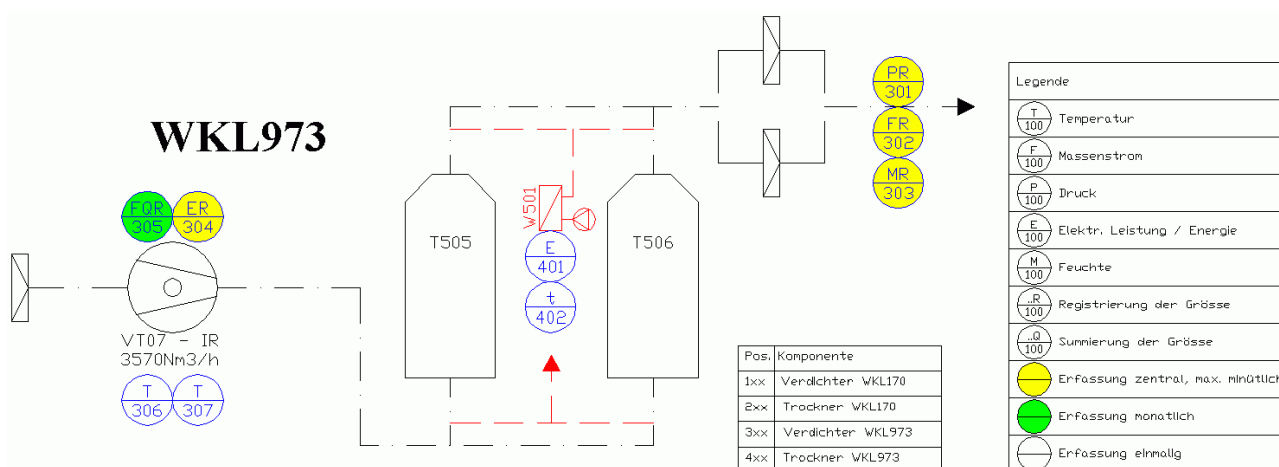 WKL973
FQR
305
ER
304
VT07 - IR
3570Nm3/h
T
306
T
307
T505
W501
E
401
t
402
T506
PR
301
FR
302
MR
303
Pos. Komponente
1xx Verdichter WKL170
2xx Trockner WKL170
3xx Verdichter WKL973
4xx Trockner WKL973
Legende
T
100 Temperatur
F
100 Massenstrom
P
100 Druck
E
100 Elektr. Leistung / Energie
M
100 Feuchte
..R
100 Registrierung der Grösse
..Q
100 Summierung der Grösse
Erfassung zentral, max. minütlich
Erfassung monatlich
Erfassung einmalig